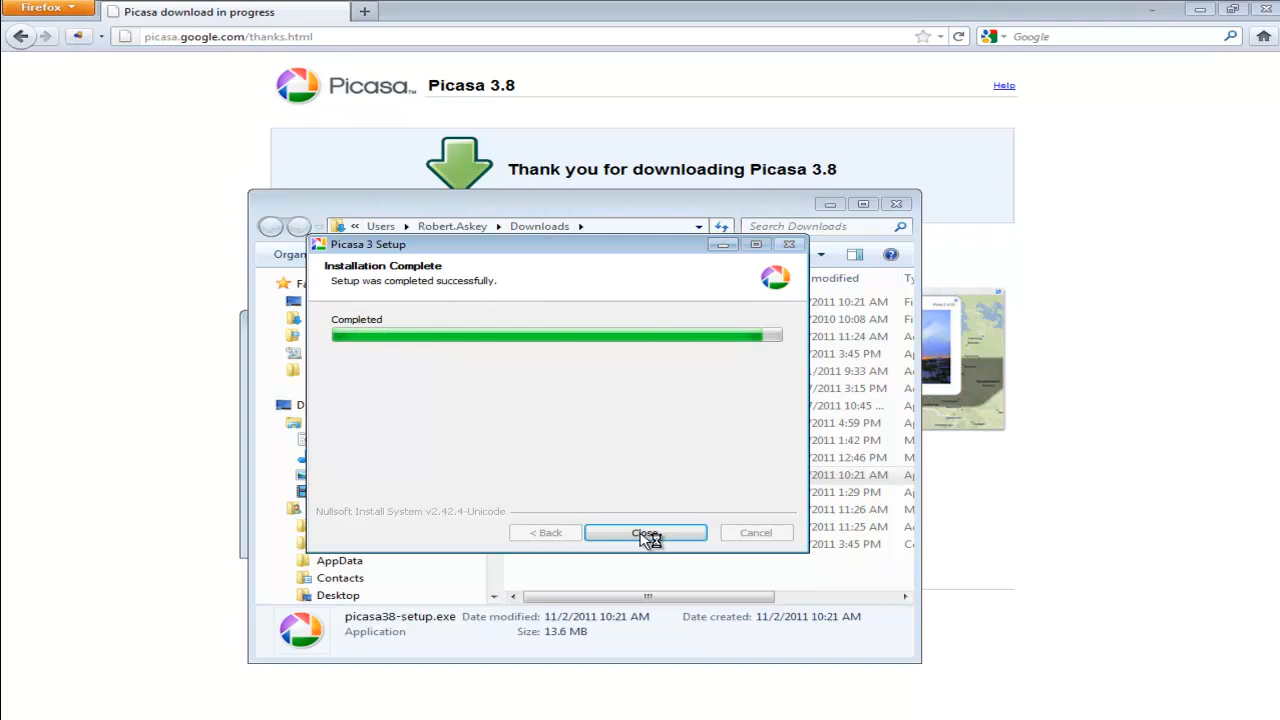 Firefox
Picasa download in progress
picasa.google.com/thanks.html
Google
Picasa™ Picasa 3.8
Help
Thank you for downloading Picasa 3.8
« Users Robert.Askey Downloads
Search Downloads
Picasa 3 Setup
Organ
modified
Installation Complete
Setup was completed successfully.
Completed
/2011 10:21 AM
/2010 10:08 AM
/2011 11:24 AM
/2011 3:45 PM
/2011 9:33 AM
/2011 3:15 PM
/2011 10:45 ...
/2011 4:59 PM
/2011 1:42 PM
/2011 12:46 PM
/2011 10:21 AM
/2011 1:29 PM
/2011 11:26 AM
/2011 11:25 AM
/2011 3:45 PM
Nullsoft Install System v2.42.4-Unicode
< Back
Close
Cancel
AppData
Contacts
Desktop
picasa38-setup.exe Date modified: 11/2/2011 10:21 AM Date created: 11/2/2011 10:21 AM
Application Size: 13.6 MB